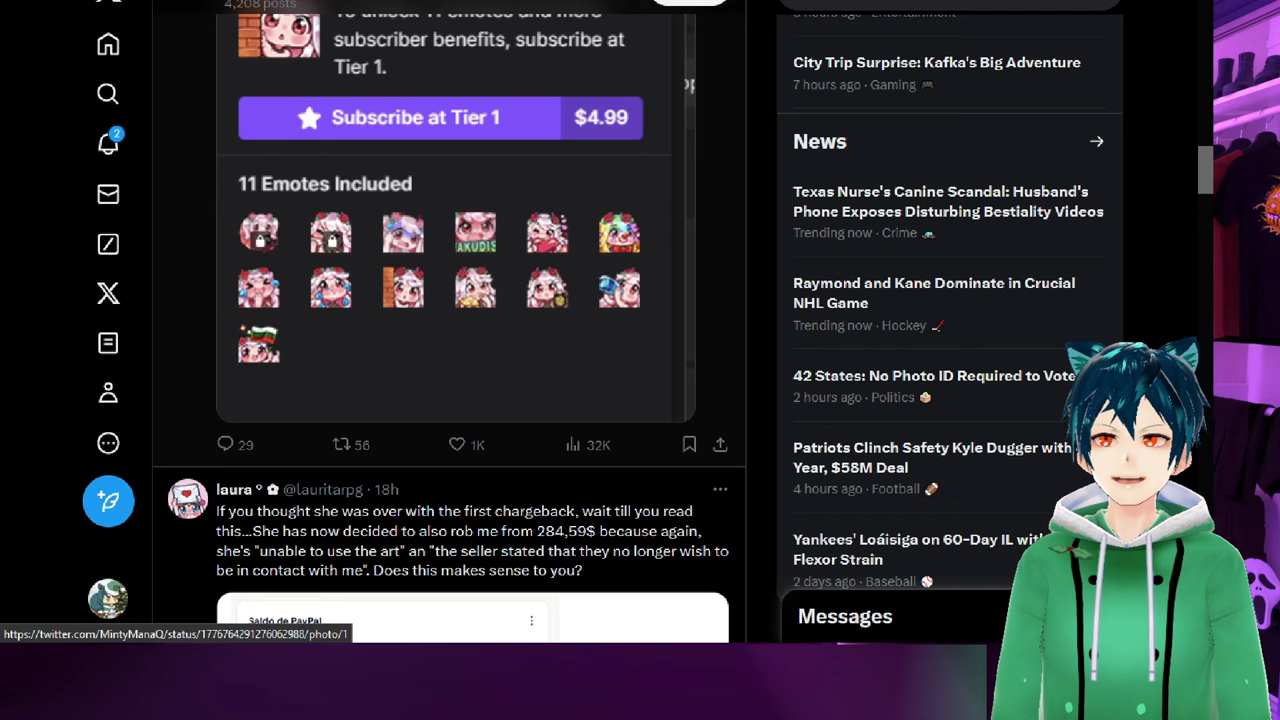 4,208 posts
subscriber benefits, subscribe at
Tier 1.
Subscribe at Tier 1
$4.99
11 Emotes Included
AKUDIS
29
56
1K
32K
laura
@lauritarpg · 18h
If you thought she was over with the first chargeback, wait till you read
this...She has now decided to also rob me from 284,59$ because again,
she's "unable to use the art" an "the seller stated that they no longer wish to
be in contact with me". Does this makes sense to you?
Saldo de PayPal
https://twitter.com/MintyManaQ/status/1776764291276062988/photo/1
2
City Trip Surprise: Kafka's Big Adventure
7 hours ago · Gaming
News
Texas Nurse's Canine Scandal: Husband's
Phone Exposes Disturbing Bestiality Videos
Trending now · Crime
Raymond and Kane Dominate in Crucial
NHL Game
Trending now · Hockey
42 States: No Photo ID Required to Vote
2 hours ago · Politics
Patriots Clinch Safety Kyle Dugger with
Year, $58M Deal
4 hours ago · Football
Yankees' Loáisiga on 60-Day IL with
Flexor Strain
2 days ago · Baseball
Messages